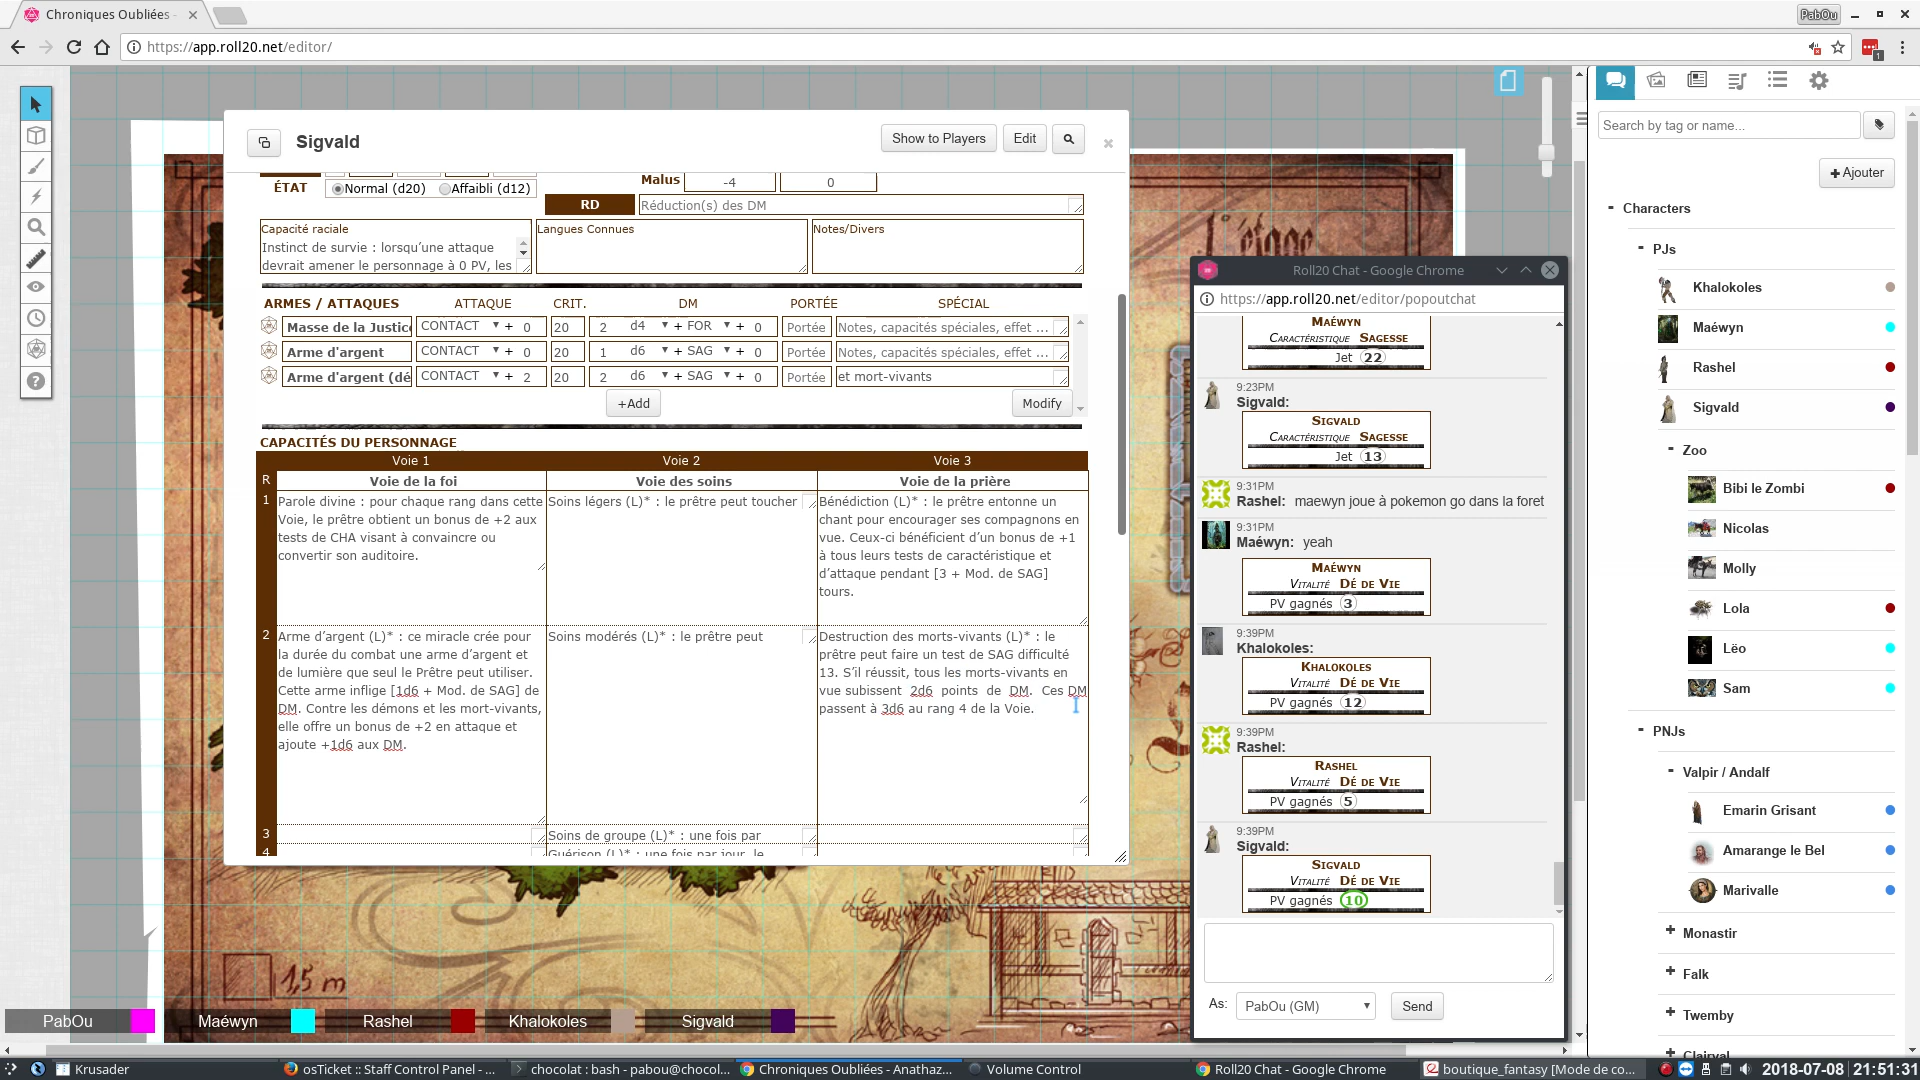 Chroniques Oubliées -
PabOu
https://app.roll20.net/editor/
1
Sigvald
Show to Players
Edit
ÉTAT
Normal (d20)
Affaibli (d12)
Malus
-4
0
RD
Réduction(s) des DM
Capacité raciale
Instinct de survie : lorsqu’une attaque
devrait amener le personnage à 0 PV, les
Langues Connues
Notes/Divers
ARMES / ATTAQUES ATTAQUE CRIT. DM PORTÉE SPÉCIAL
Masse de la Justic CONTACT + 0 20 2 d4 + FOR + 0 Portée Notes, capacités spéciales, effet ...
Arme d'argent CONTACT + 0 20 1 d6 + SAG + 0 Portée Notes, capacités spéciales, effet ...
Arme d'argent (dé CONTACT + 2 20 2 d6 + SAG + 0 Portée et mort-vivants
+Add
Modify
CAPACITÉS DU PERSONNAGE
Voie 1 Voie 2 Voie 3
R Voie de la foi Voie des soins Voie de la prière
1
Parole divine : pour chaque rang dans cette
Voie, le prêtre obtient un bonus de +2 aux
tests de CHA visant à convaincre ou
convertir son auditoire.
Soins légers (L)* : le prêtre peut toucher
Bénédiction (L)* : le prêtre entonne un
chant pour encourager ses compagnons en
vue. Ceux-ci bénéficient d’un bonus de +1
à tous leurs tests de caractéristique et
d’attaque pendant [3 + Mod. de SAG]
tours.
2
Arme d’argent (L)* : ce miracle crée pour
la durée du combat une arme d’argent et
de lumière que seul le Prêtre peut utiliser.
Cette arme inflige [1d6 + Mod. de SAG] de
DM. Contre les démons et les mort-vivants,
elle offre un bonus de +2 en attaque et
ajoute +1d6 aux DM.
Soins modérés (L)* : le prêtre peut
Destruction des morts-vivants (L)* : le
prêtre peut faire un test de SAG difficulté
13. S’il réussit, tous les morts-vivants en
vue subissent 2d6 points de DM. Ces DM
passent à 3d6 au rang 4 de la Voie.
3
Soins de groupe (L)* : une fois par
4
Guérison (L)* : une fois par jour, le
1,5 m
PabOu
Maéwyn
Rashel
Khalokoles
Sigvald
Roll20 Chat - Google Chrome
https://app.roll20.net/editor/popoutchat
Maéwyn
Caractéristique Sagesse
Jet 22
9:23PM
Sigvald:
Sigvald
Caractéristique Sagesse
Jet 13
9:31PM
Rashel: maewyn joue à pokemon go dans la foret
9:31PM
Maéwyn: yeah
Maéwyn
Vitalité Dé de Vie
PV gagnés 3
9:39PM
Khalokoles:
Khalokoles
Vitalité Dé de Vie
PV gagnés 12
9:39PM
Rashel:
Rashel
Vitalité Dé de Vie
PV gagnés 5
9:39PM
Sigvald:
Sigvald
Vitalité Dé de Vie
PV gagnés 10
As:
PabOu (GM)
Send
Search by tag or name...
+ Ajouter
- Characters
- PJs
Khalokoles
Maéwyn
Rashel
Sigvald
- Zoo
Bibi le Zombi
Nicolas
Molly
Lola
Lëo
Sam
- PNJs
- Valpir / Andalf
Emarin Grisant
Amarange le Bel
Marivalle
+ Monastir
+ Falk
+ Twemby
+ Clairval
Krusader
osTicket :: Staff Control Panel - ...
chocolat : bash - pabou@chocol...
Chroniques Oubliées - Anathaz...
Volume Control
Roll20 Chat - Google Chrome
boutique_fantasy [Mode de co...
2018-07-08
21:51:31